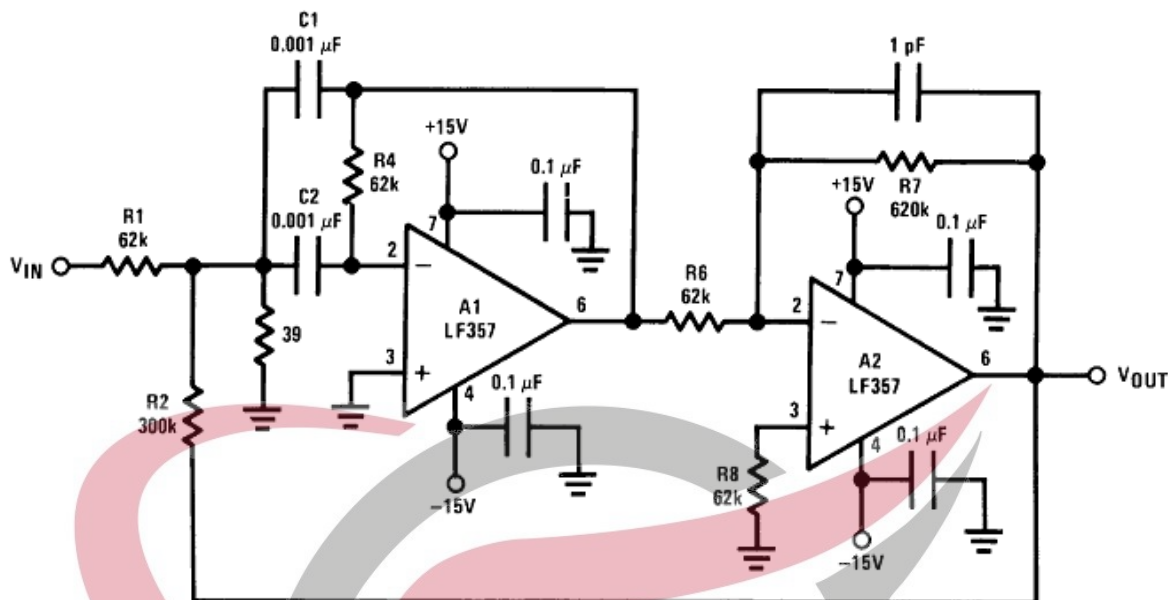 C1
0.001 µF
1 pF
+15V
R4
62k
0.1 µF
R7
620k
C2
0.001 µF
+15V
0.1 µF
R1
62k
7
2
−
7
VIN
6
R6
62k
2
−
A1
LF357
39
3
+
A2
LF357
6
VOUT
4
0.1 µF
R2
300k
3
+
4
0.1 µF
R8
62k
−15V
−15V